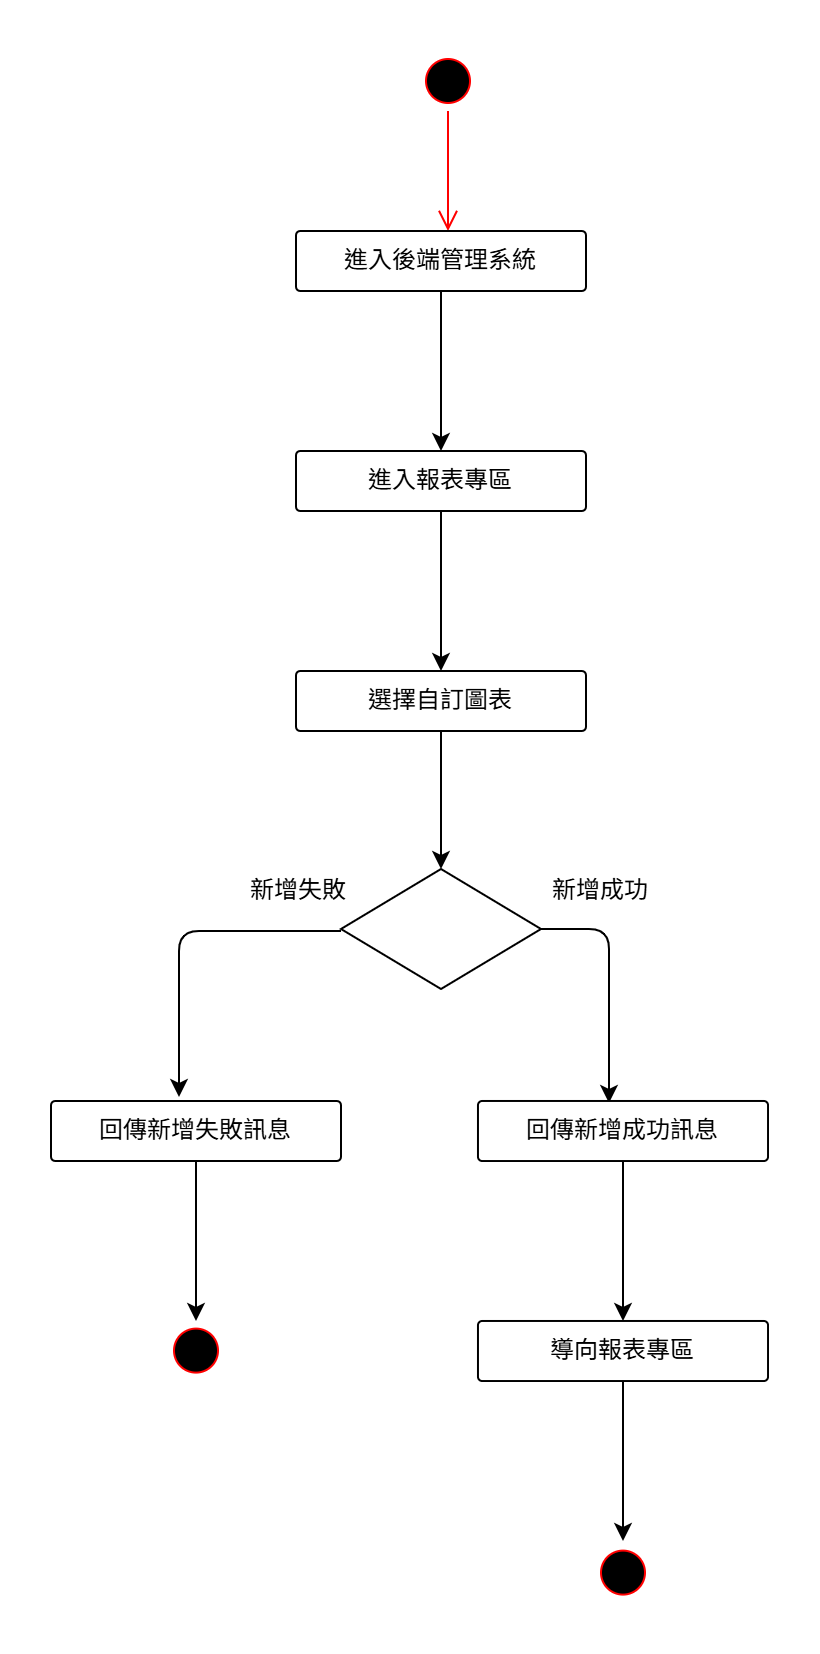 進入後端管理系統
進入報表專區
選擇自訂圖表
新增失敗
新增成功
回傳新增失敗訊息
回傳新增成功訊息
導向報表專區